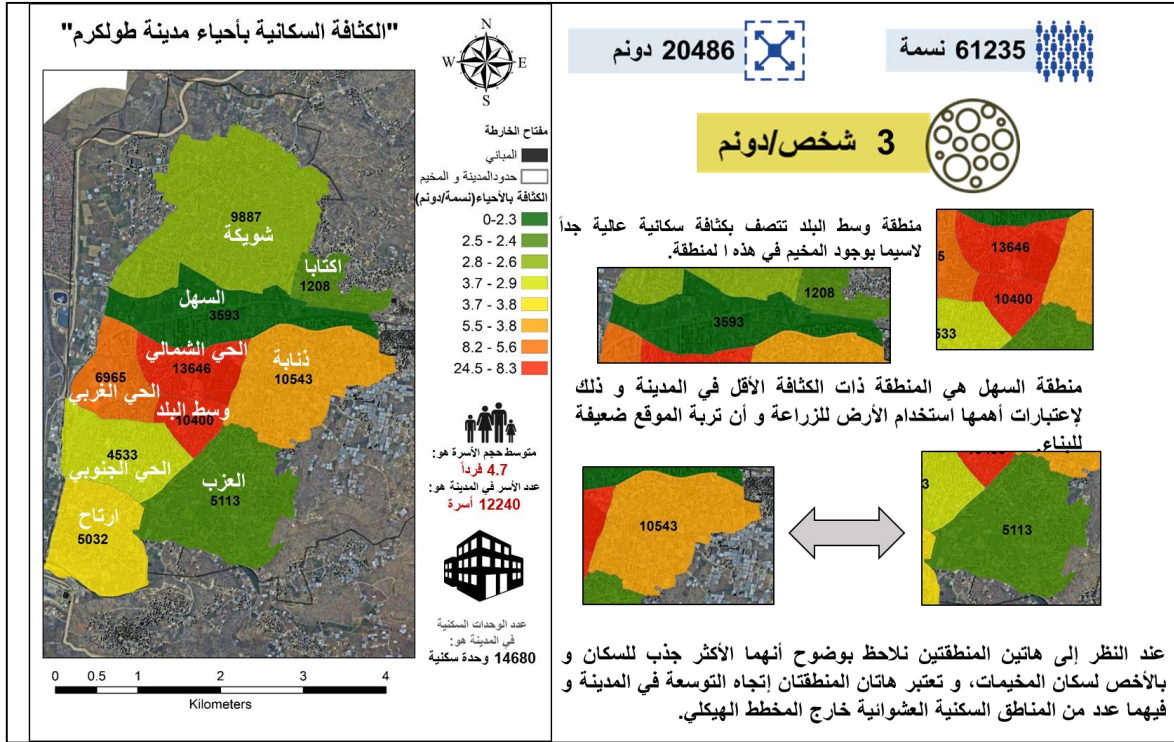 "الكثافة السكانية بأحياء مدينة طولكرم"
N
W E
S
مفتاح الخارطة
المباني
حدودالمدينة و المخيم
الكثافة بالأحياء(نسمة/دونم)
0-2.3
2.5 - 2.4
2.8 - 2.6
3.7 - 2.9
3.7 - 3.8
5.5 - 3.8
8.2 - 5.6
24.5 - 8.3
9887
شويكة
اكتابا
1208
السهل
3593
الحي الشمالي
13646
ذنابة
10543
6965
الحي الغربي
وسط البلد
10400
4533
الحي الجنوبي
العزب
5113
ارتاح
5032
متوسط حجم الأسرة هو:
4.7 فرداً
عدد الأسر في المدينة هو:
12240 أسرة
عدد الوحدات السكنية
في المدينة هو:
14680 وحدة سكنية
0 0.5 1 2 3 4
Kilometers
61235 نسمة
20486 دونم
3 شخص/دونم
منطقة وسط البلد تتصف بكثافة سكانية عالية جداً
لاسيما بوجود المخيم في هذه ا لمنطقة.
13646
5
10400
533
1208
3593
منطقة السهل هي المنطقة ذات الكثافة الأقل في المدينة و ذلك
لإعتبارات أهمها استخدام الأرض للزراعة و أن تربة الموقع ضعيفة
للبناء.
10543
3
5113
عند النظر إلى هاتين المنطقتين نلاحظ بوضوح أنهما الأكثر جذب للسكان و
بالأخص لسكان المخيمات، و تعتبر هاتان المنطقتان إتجاه التوسعة في المدينة و
فيهما عدد من المناطق السكنية العشوائية خارج المخطط الهيكلي.